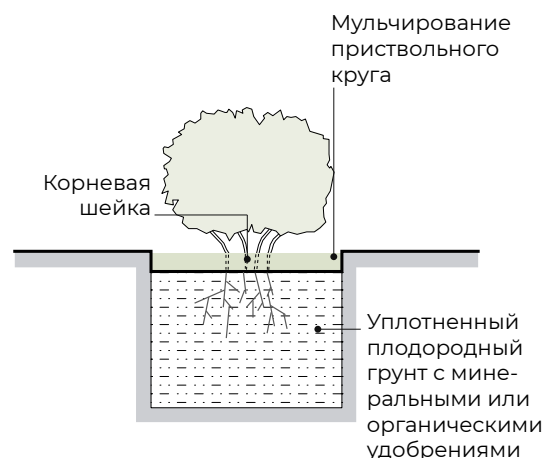 Мульчирование
приствольного
круга
Корневая
шейка
Уплотненный
плодородный
грунт с мине-
ральными или
органическими
удобрениями